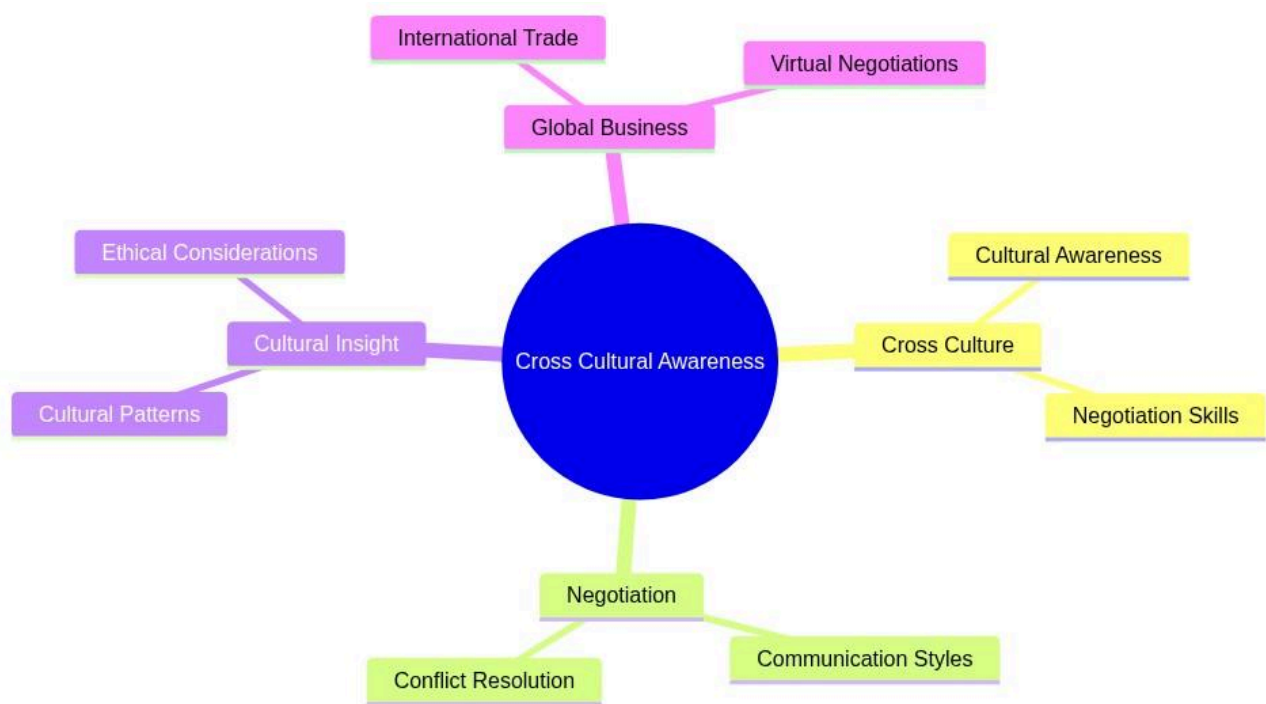 International Trade
Virtual Negotiations
Global Business
Ethical Considerations
Cultural Awareness
Cultural Insight
Cross Cultural Awareness
Cross Culture
Cultural Patterns
Negotiation Skills
Negotiation
Communication Styles
Conflict Resolution